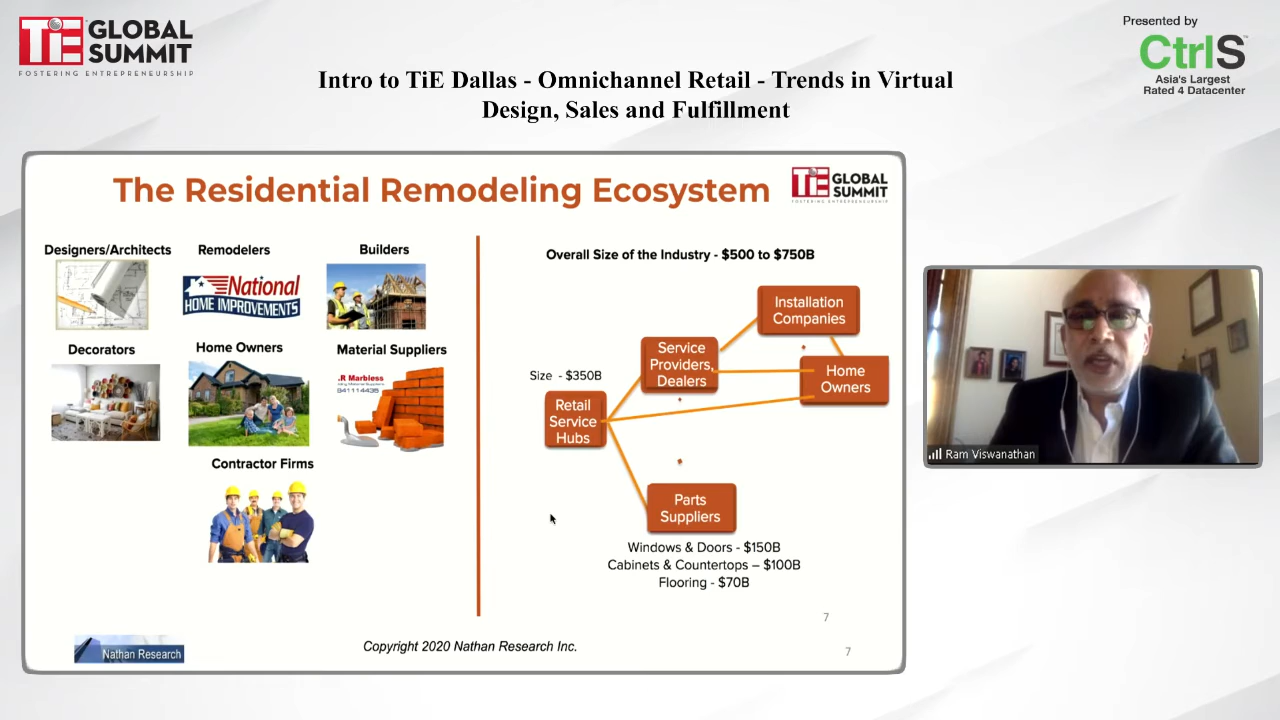 TiE GLOBAL
SUMMIT
FOSTERING ENTREPRENEURSHIP
Presented by
CtrlS
Asia's Largest
Rated 4 Datacenter
Intro to TiE Dallas - Omnichannel Retail - Trends in Virtual
Design, Sales and Fulfillment
The Residential Remodeling Ecosystem
TiE GLOBAL
SUMMIT
FOSTERING ENTREPRENEURSHIP
Designers/Architects
Remodelers
Builders
National
HOME IMPROVEMENTS
Decorators
Home Owners
Material Suppliers
.R Marbless
Contractor Firms
Overall Size of the Industry - $500 to $750B
Installation
Companies
Service
Providers,
Dealers
Home
Owners
Size - $350B
Retail
Service
Hubs
Parts
Suppliers
Windows & Doors - $150B
Cabinets & Countertops – $100B
Flooring - $70B
7
Nathan Research
Copyright 2020 Nathan Research Inc.
7
Ram Viswanathan